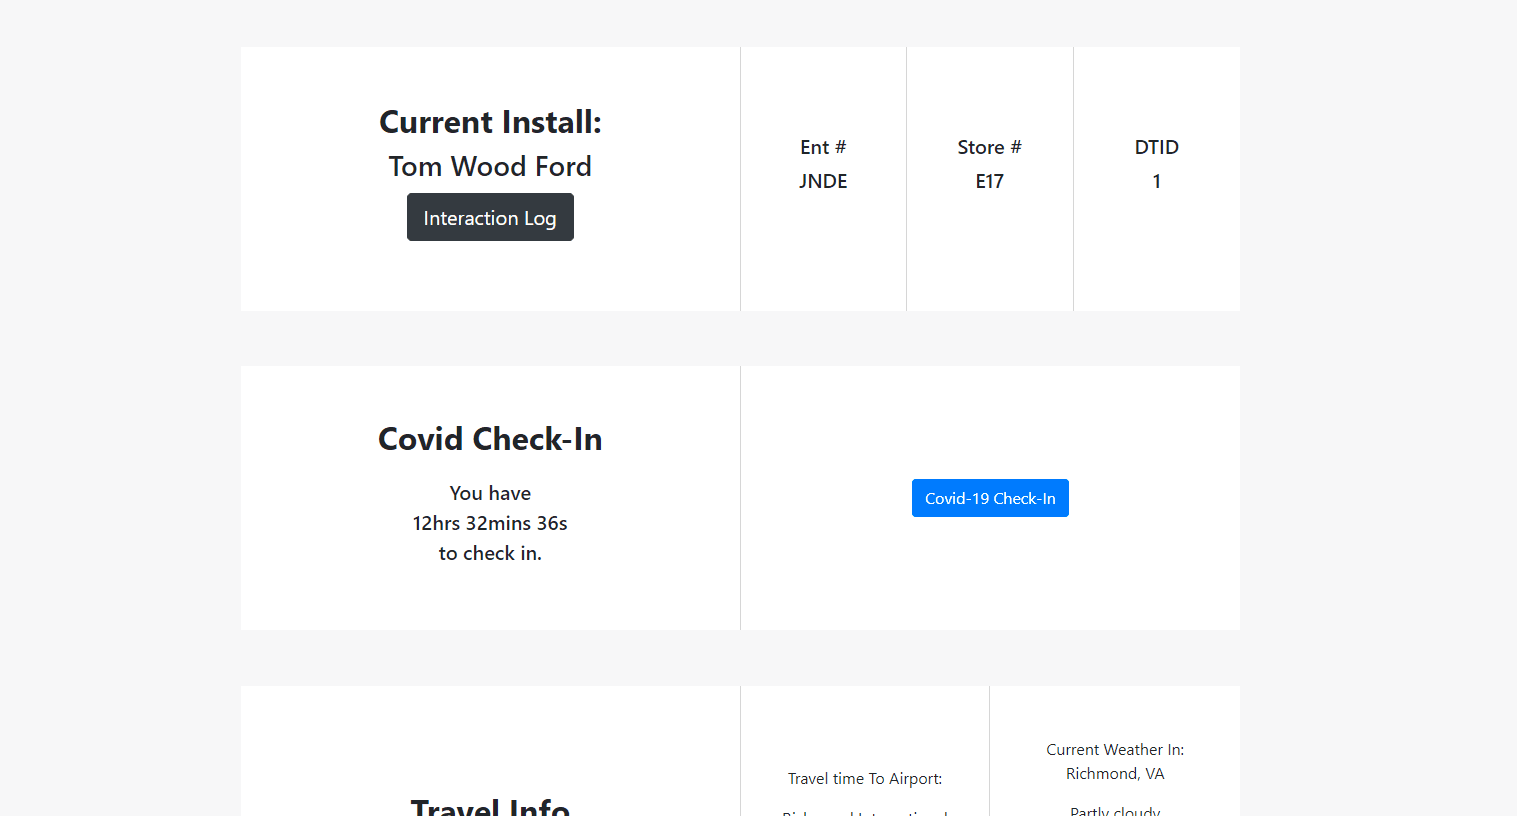 Current Install:
Tom Wood Ford
Interaction Log
Ent #
JNDE
Store #
E17
DTID
1
Covid Check-In
You have
12hrs 32mins 36s
to check in.
Covid-19 Check-In
Travel Info
Travel time To Airport:
Richmond International
Current Weather In:
Richmond, VA
Partly cloudy